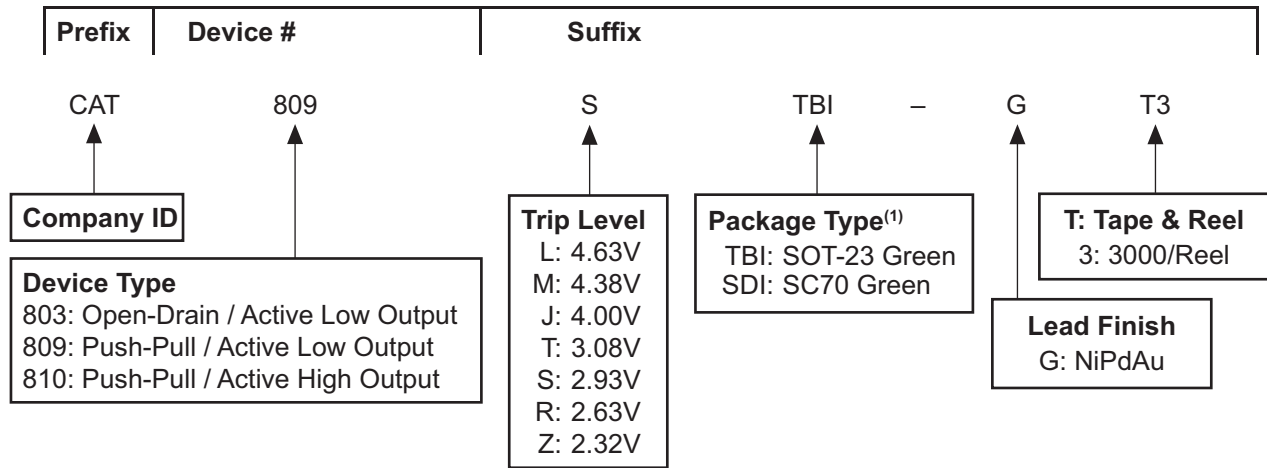 Prefix Device # Suffix
CAT 809 S TBI – G T3
Company ID
Device Type
803: Open-Drain / Active Low Output
809: Push-Pull / Active Low Output
810: Push-Pull / Active High Output
Trip Level
L: 4.63V
M: 4.38V
J: 4.00V
T: 3.08V
S: 2.93V
R: 2.63V
Z: 2.32V
Package Type(1)
TBI: SOT-23 Green
SDI: SC70 Green
Lead Finish
G: NiPdAu
T: Tape & Reel
3: 3000/Reel